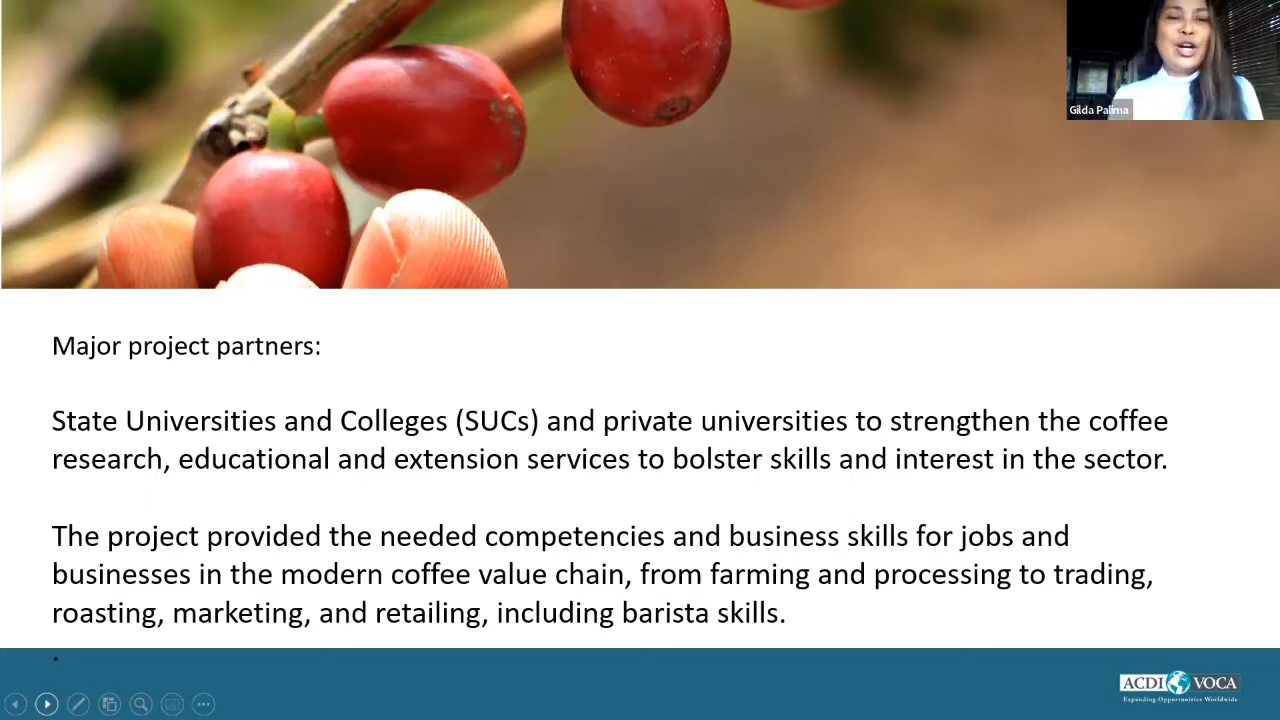 Gilda Palima
Major project partners:
State Universities and Colleges (SUCs) and private universities to strengthen the coffee
research, educational and extension services to bolster skills and interest in the sector.
The project provided the needed competencies and business skills for jobs and
businesses in the modern coffee value chain, from farming and processing to trading,
roasting, marketing, and retailing, including barista skills.
.
ACDI VOCA
Expanding Opportunities Worldwide